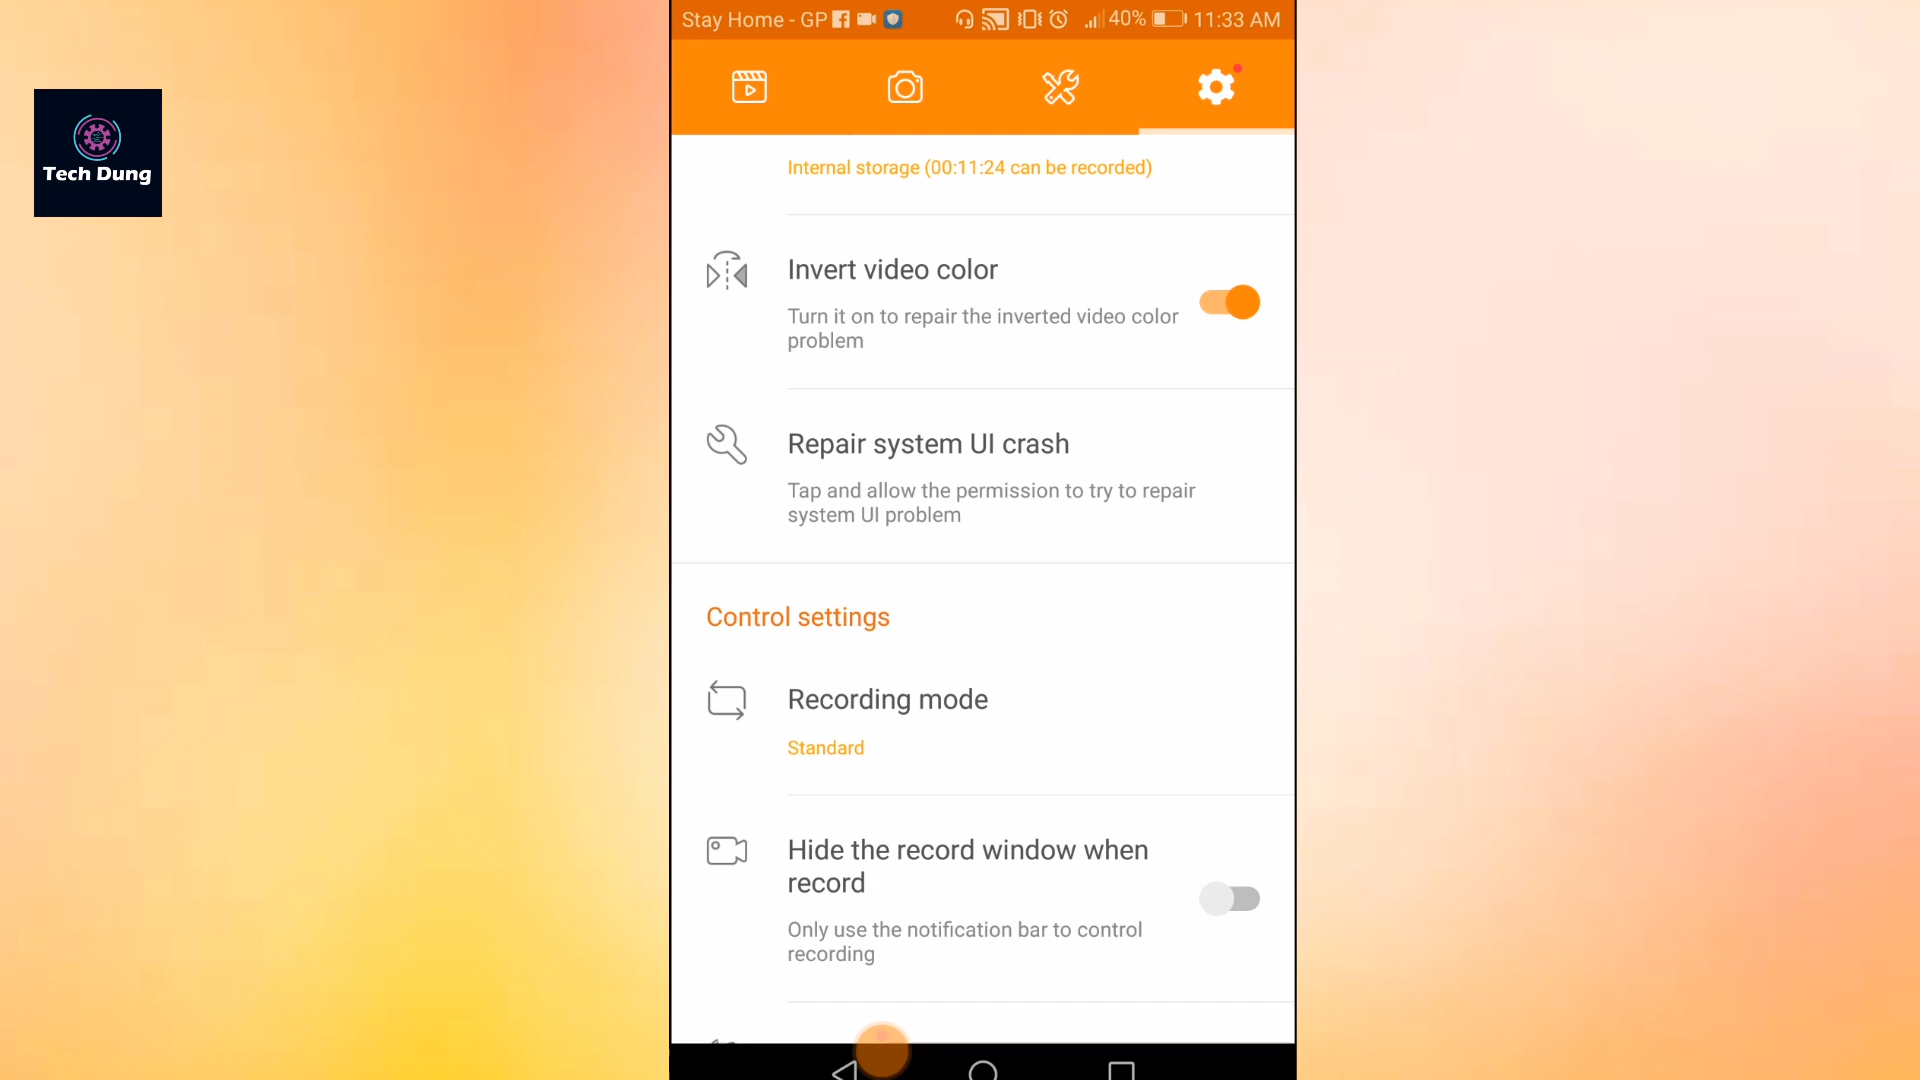 Stay Home - GP 40% 11:33 AM
Tech Dung
Internal storage (00:11:24 can be recorded)
Invert video color
Turn it on to repair the inverted video color
problem
Repair system UI crash
Tap and allow the permission to try to repair
system UI problem
Control settings
Recording mode
Standard
Hide the record window when
record
Only use the notification bar to control
recording